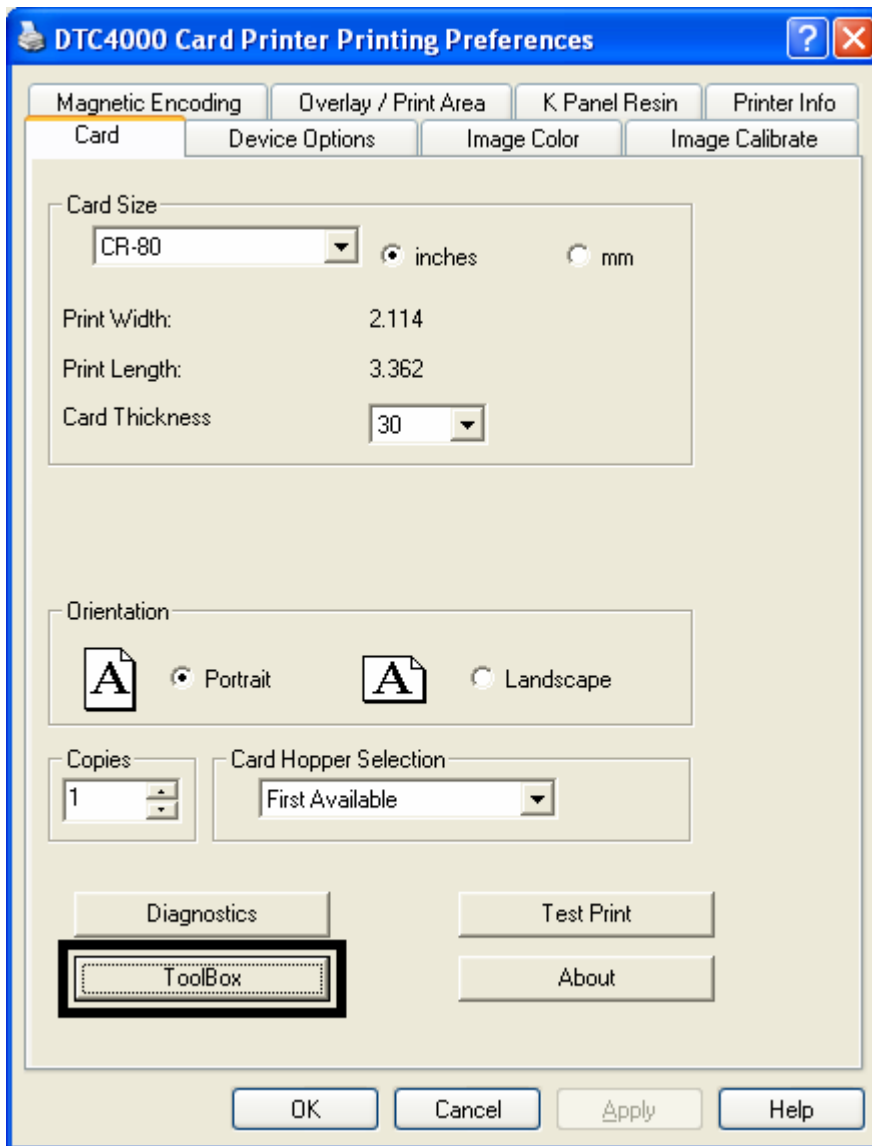 DTC4000 Card Printer Printing Preferences
Magnetic Encoding Overlay / Print Area K Panel Resin Printer Info
Card Device Options Image Color Image Calibrate
Card Size
CR-80 inches mm
Print Width: 2.114
Print Length: 3.362
Card Thickness 30
Orientation
A Portrait A Landscape
Copies Card Hopper Selection
1 First Available
Diagnostics Test Print
ToolBox About
OK Cancel Apply Help